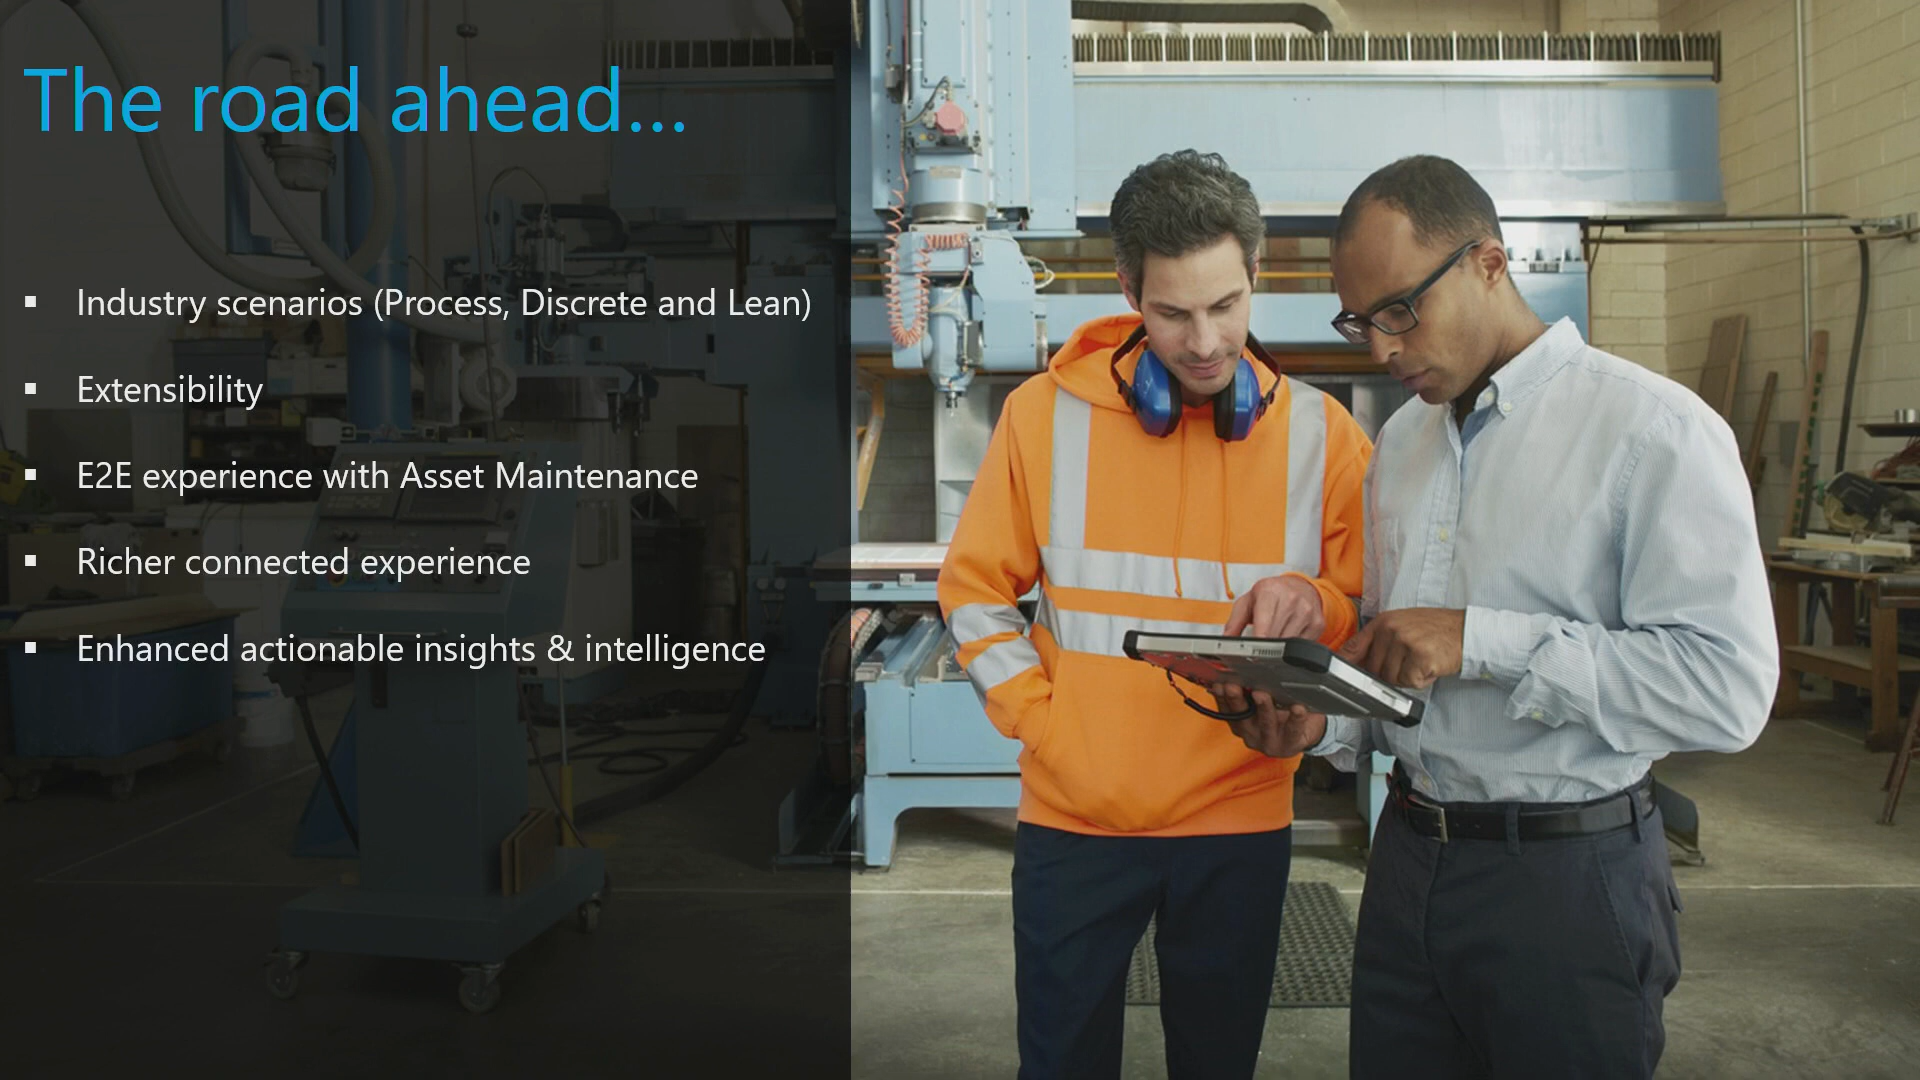 The road ahead...
▪ Industry scenarios (Process, Discrete and Lean)
▪ Extensibility
▪ E2E experience with Asset Maintenance
▪ Richer connected experience
▪ Enhanced actionable insights & intelligence